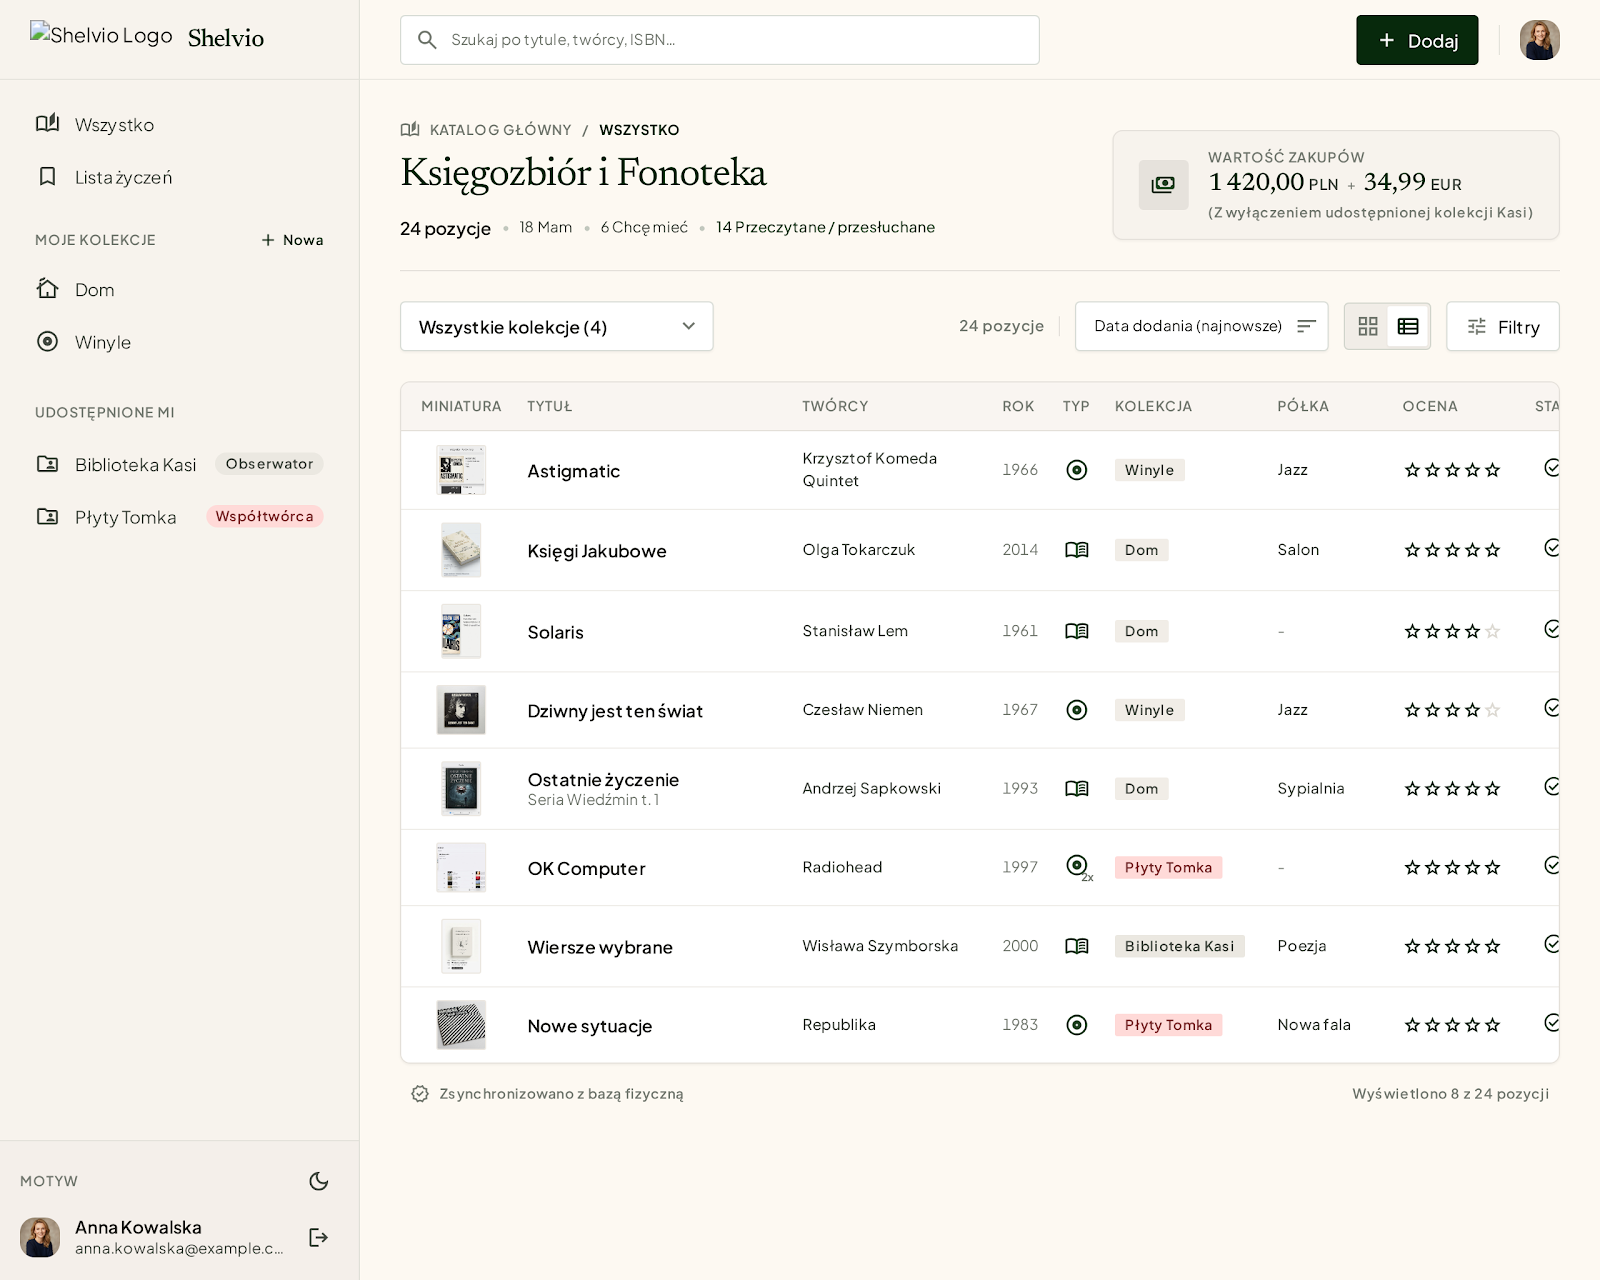 Shelvio Logo Shelvio
Szukaj po tytule, twórcy, ISBN...
Dodaj
Wszystko
Lista życzeń
MOJE KOLEKCJE
Nowa
Dom
Winyle
UDOSTĘPNIONE MI
Biblioteka Kasi Obserwator
Płyty Tomka Współtwórca
MOTYW
Anna Kowalska
anna.kowalska@example.c...
KATALOG GŁÓWNY / WSZYSTKO
Księgozbiór i Fonoteka
24 pozycje • 18 Mam • 6 Chcę mieć • 14 Przeczytane / przesłuchane
WARTOŚĆ ZAKUPÓW
1 420,00 PLN + 34,99 EUR
(Z wyłączeniem udostępnionej kolekcji Kasi)
Wszystkie kolekcje (4)
24 pozycje
Data dodania (najnowsze)
Filtry
MINIATURA TYTUŁ TWÓRCY ROK TYP KOLEKCJA PÓŁKA OCENA STA
Astigmatic Krzysztof Komeda Quintet 1966 Winyle Jazz
Księgi Jakubowe Olga Tokarczuk 2014 Dom Salon
Solaris Stanisław Lem 1961 Dom -
Dziwny jest ten świat Czesław Niemen 1967 Winyle Jazz
Ostatnie życzenie Andrzej Sapkowski 1993 Dom Sypialnia
Seria Wiedźmin t. 1
OK Computer Radiohead 1997 2x Płyty Tomka -
Wiersze wybrane Wisława Szymborska 2000 Biblioteka Kasi Poezja
Nowe sytuacje Republika 1983 Płyty Tomka Nowa fala
Zsynchronizowano z bazą fizyczną
Wyświetlono 8 z 24 pozycji